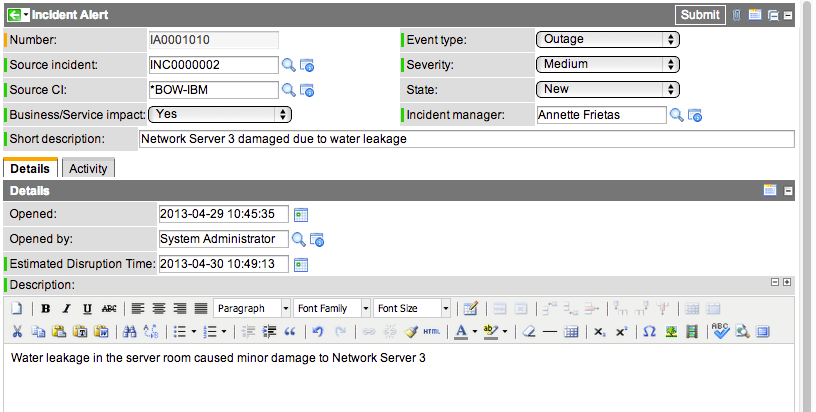 Incident Alert Submit
Number: IA0001010 Event type: Outage
Source incident: INC0000002 Severity: Medium
Source CI: *BOW-IBM State: New
Business/Service impact: Yes Incident manager: Annette Frietas
Short description: Network Server 3 damaged due to water leakage
Details Activity
Details
Opened: 2013-04-29 10:45:35
Opened by: System Administrator
Estimated Disruption Time: 2013-04-30 10:49:13
Description:
B I U ABC Paragraph Font Family Font Size
HTML A ab x₂ x² Ω ABC
Water leakage in the server room caused minor damage to Network Server 3